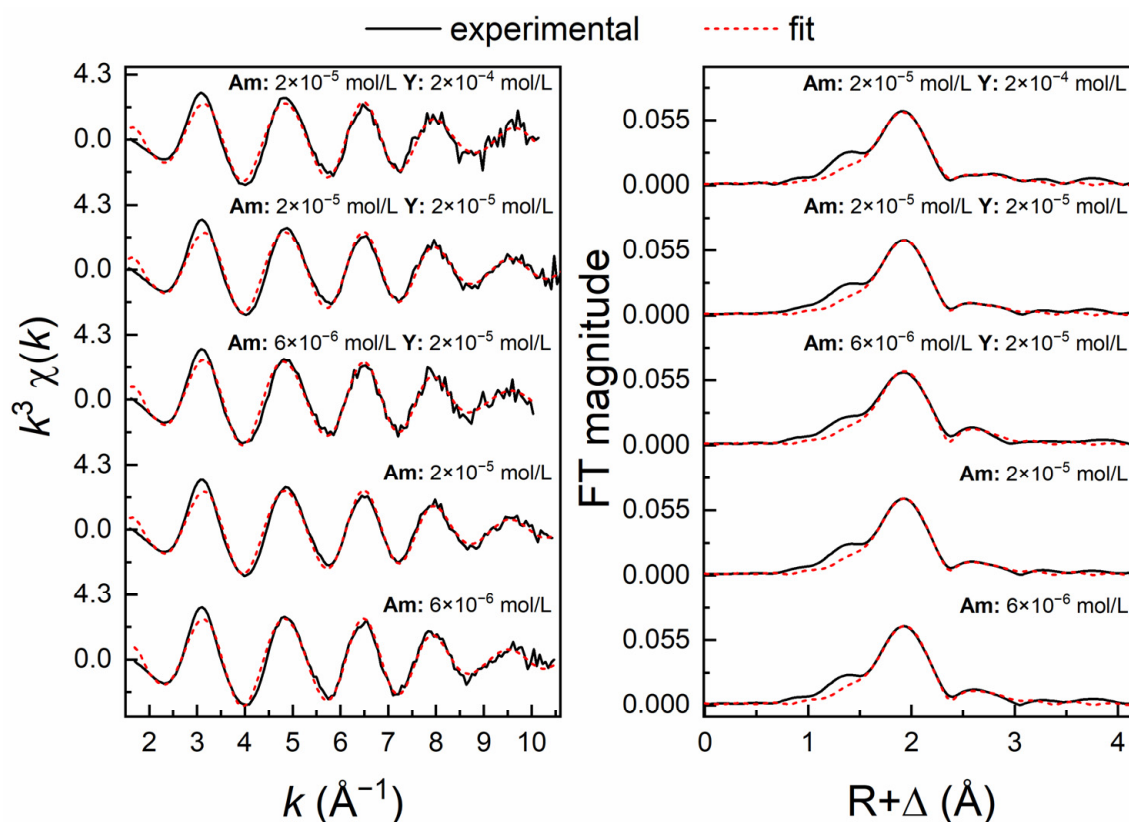 experimental fit
4.3
Am: 2×10⁻⁵ mol/L Y: 2×10⁻⁴ mol/L
0.0
4.3
Am: 2×10⁻⁵ mol/L Y: 2×10⁻⁵ mol/L
0.0
4.3
Am: 6×10⁻⁶ mol/L Y: 2×10⁻⁵ mol/L
0.0
4.3
Am: 2×10⁻⁵ mol/L
0.0
4.3
Am: 6×10⁻⁶ mol/L
0.0
k³ χ(k)
2 3 4 5 6 7 8 9 10
k (Å⁻¹)
Am: 2×10⁻⁵ mol/L Y: 2×10⁻⁴ mol/L
0.055
0.000
Am: 2×10⁻⁵ mol/L Y: 2×10⁻⁵ mol/L
0.055
0.000
Am: 6×10⁻⁶ mol/L Y: 2×10⁻⁵ mol/L
0.055
0.000
Am: 2×10⁻⁵ mol/L
0.055
0.000
Am: 6×10⁻⁶ mol/L
0.055
0.000
FT magnitude
0 1 2 3 4
R+Δ (Å)